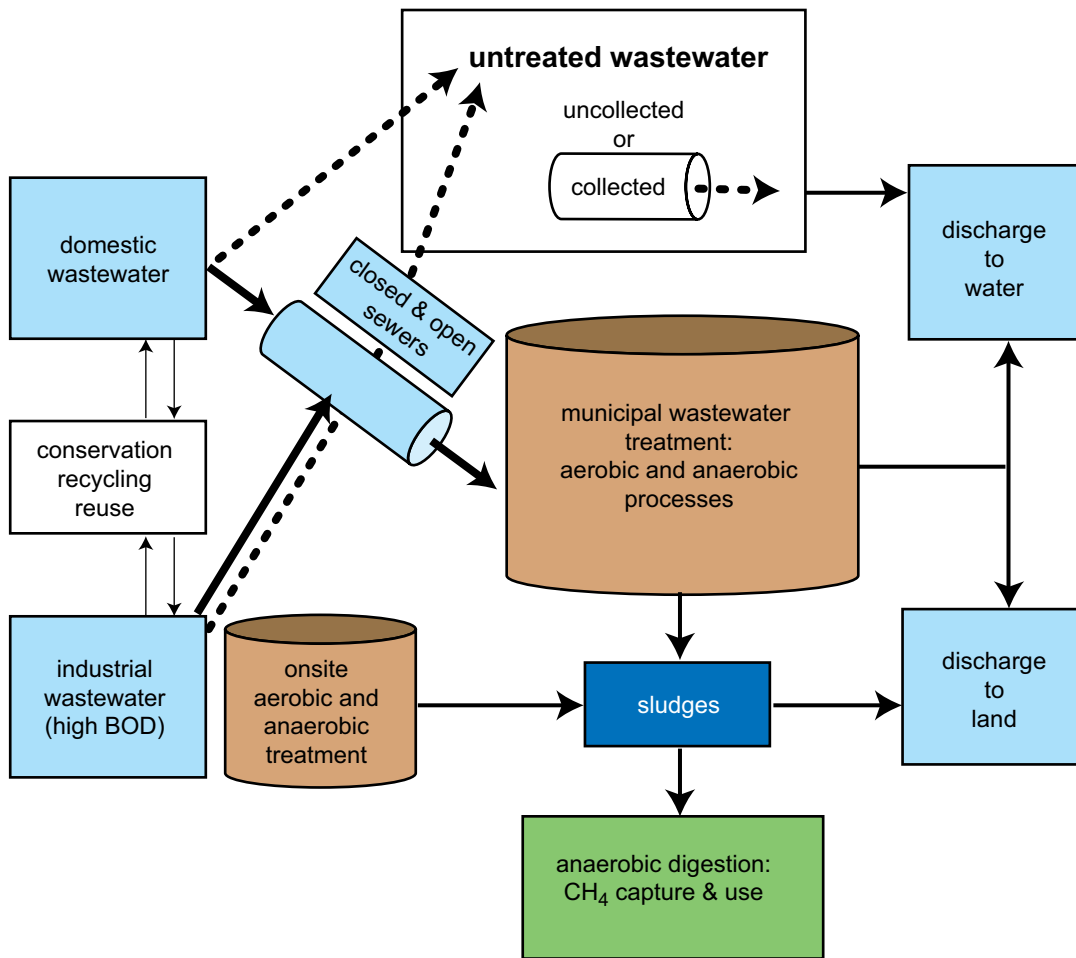 untreated wastewater
uncollected
or
collected
domestic
wastewater
closed & open
sewers
discharge
to
water
municipal wastewater
treatment:
aerobic and anaerobic
processes
conservation
recycling
reuse
industrial
wastewater
(high BOD)
onsite
aerobic and
anaerobic
treatment
sludges
discharge
to
land
anaerobic digestion:
CH₄ capture & use